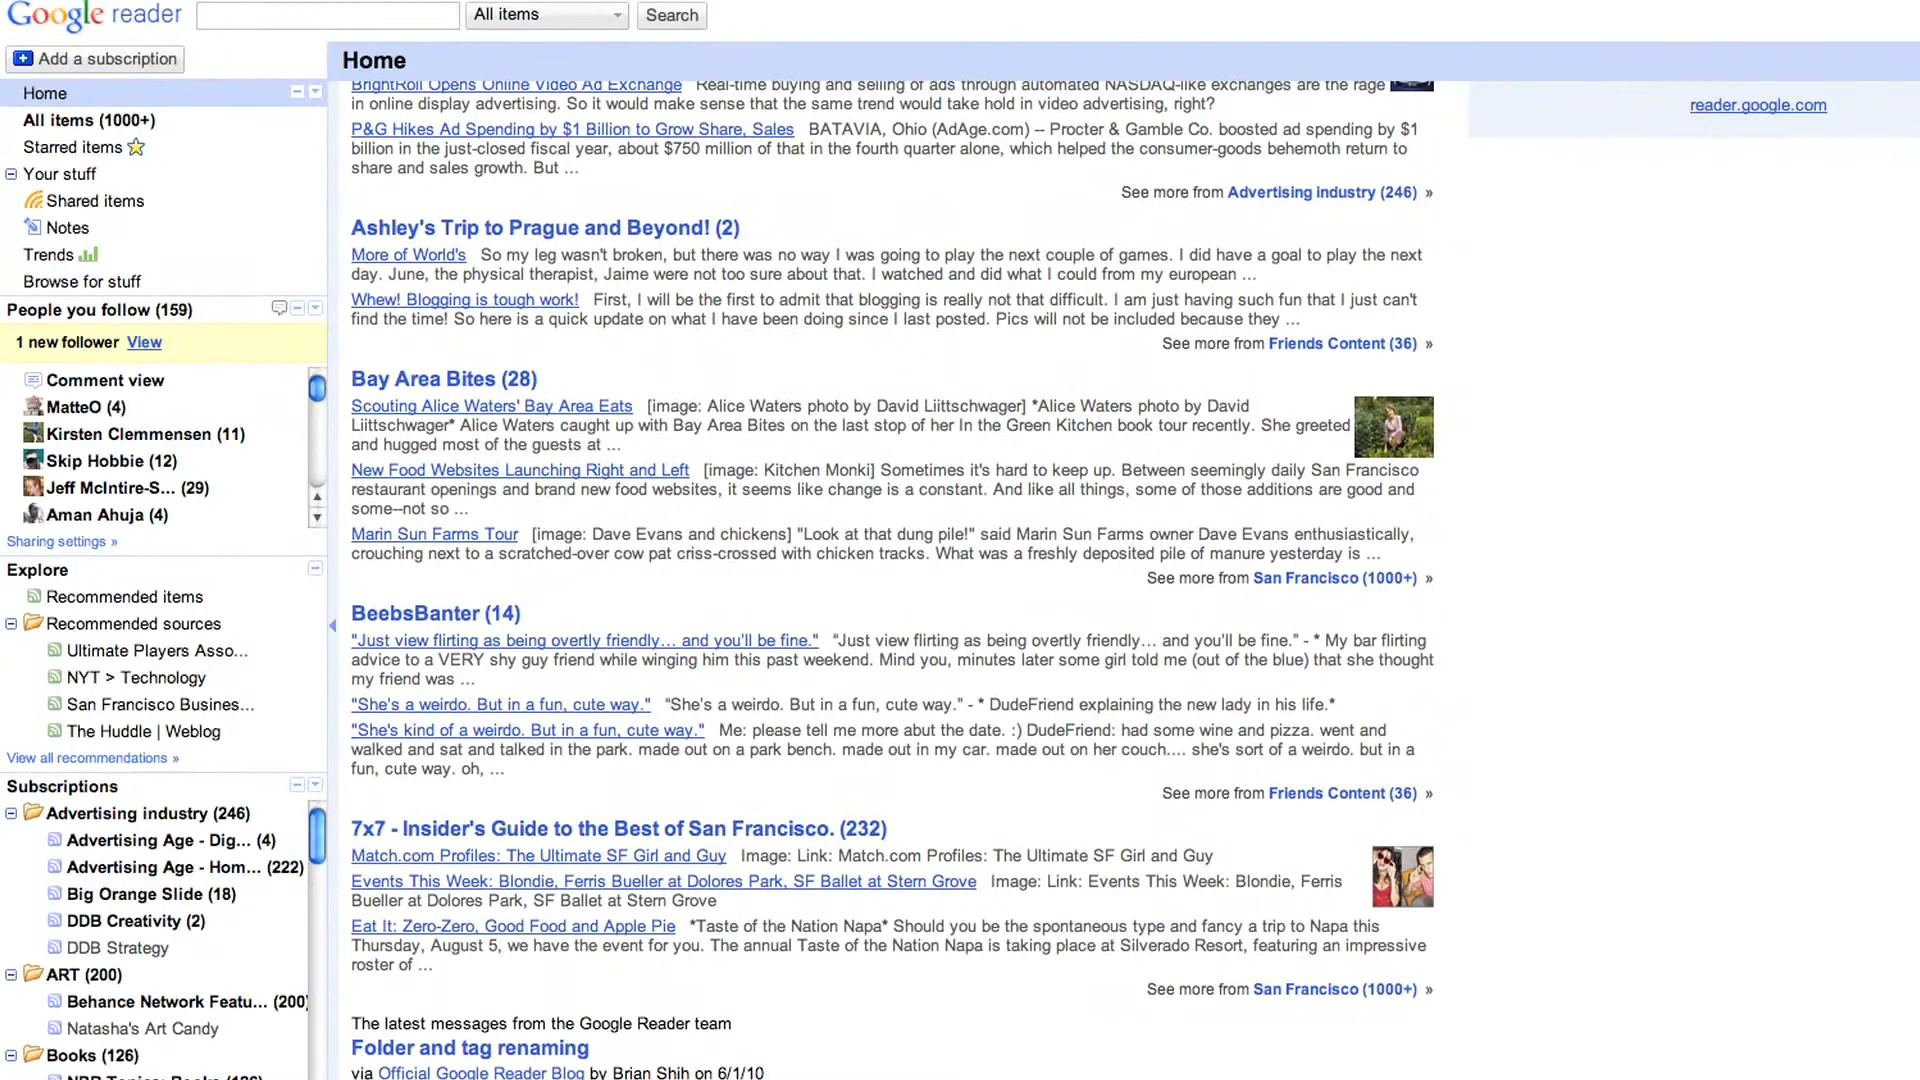 Google reader
All items
Search
Add a subscription
Home
All items (1000+)
Starred items
Your stuff
Shared items
Notes
Trends
Browse for stuff
People you follow (159)
1 new follower View
Comment view
MatteO (4)
Kirsten Clemmensen (11)
Skip Hobbie (12)
Jeff McIntire-S... (29)
Aman Ahuja (4)
Sharing settings »
Explore
Recommended items
Recommended sources
Ultimate Players Asso...
NYT > Technology
San Francisco Busines...
The Huddle | Weblog
View all recommendations »
Subscriptions
Advertising industry (246)
Advertising Age - Dig... (4)
Advertising Age - Hom... (222)
Big Orange Slide (18)
DDB Creativity (2)
DDB Strategy
ART (200)
Behance Network Featu... (200)
Natasha's Art Candy
Books (126)
Home
BrightRoll Opens Online Video Ad Exchange Real-time buying and selling of ads through automated NASDAQ-like exchanges are the rage
in online display advertising. So it would make sense that the same trend would take hold in video advertising, right?
P&G Hikes Ad Spending by $1 Billion to Grow Share, Sales BATAVIA, Ohio (AdAge.com) -- Procter & Gamble Co. boosted ad spending by $1
billion in the just-closed fiscal year, about $750 million of that in the fourth quarter alone, which helped the consumer-goods behemoth return to
share and sales growth. But ...
See more from Advertising industry (246) »
Ashley's Trip to Prague and Beyond! (2)
More of World's So my leg wasn't broken, but there was no way I was going to play the next couple of games. I did have a goal to play the next
day. June, the physical therapist, Jaime were not too sure about that. I watched and did what I could from my european ...
Whew! Blogging is tough work! First, I will be the first to admit that blogging is really not that difficult. I am just having such fun that I just can't
find the time! So here is a quick update on what I have been doing since I last posted. Pics will not be included because they ...
See more from Friends Content (36) »
Bay Area Bites (28)
Scouting Alice Waters' Bay Area Eats [image: Alice Waters photo by David Liittschwager] *Alice Waters photo by David
Liittschwager* Alice Waters caught up with Bay Area Bites on the last stop of her In the Green Kitchen book tour recently. She greeted
and hugged most of the guests at ...
New Food Websites Launching Right and Left [image: Kitchen Monki] Sometimes it's hard to keep up. Between seemingly daily San Francisco
restaurant openings and brand new food websites, it seems like change is a constant. And like all things, some of those additions are good and
some--not so ...
Marin Sun Farms Tour [image: Dave Evans and chickens] "Look at that dung pile!" said Marin Sun Farms owner Dave Evans enthusiastically,
crouching next to a scratched-over cow pat criss-crossed with chicken tracks. What was a freshly deposited pile of manure yesterday is ...
See more from San Francisco (1000+) »
BeebsBanter (14)
"Just view flirting as being overtly friendly… and you'll be fine." "Just view flirting as being overtly friendly… and you'll be fine." - * My bar flirting
advice to a VERY shy guy friend while winging him this past weekend. Mind you, minutes later some girl told me (out of the blue) that she thought
my friend was ...
"She's a weirdo. But in a fun, cute way." "She's a weirdo. But in a fun, cute way." - * DudeFriend explaining the new lady in his life.*
"She's kind of a weirdo. But in a fun, cute way." Me: please tell me more abut the date. :) DudeFriend: had some wine and pizza. went and
walked and sat and talked in the park. made out on a park bench. made out in my car. made out on her couch.... she's sort of a weirdo. but in a
fun, cute way. oh, ...
See more from Friends Content (36) »
7x7 - Insider's Guide to the Best of San Francisco. (232)
Match.com Profiles: The Ultimate SF Girl and Guy Image: Link: Match.com Profiles: The Ultimate SF Girl and Guy
Events This Week: Blondie, Ferris Bueller at Dolores Park, SF Ballet at Stern Grove Image: Link: Events This Week: Blondie, Ferris
Bueller at Dolores Park, SF Ballet at Stern Grove
Eat It: Zero-Zero, Good Food and Apple Pie *Taste of the Nation Napa* Should you be the spontaneous type and fancy a trip to Napa this
Thursday, August 5, we have the event for you. The annual Taste of the Nation Napa is taking place at Silverado Resort, featuring an impressive
roster of ...
See more from San Francisco (1000+) »
The latest messages from the Google Reader team
Folder and tag renaming
via Official Google Reader Blog by Brian Shih on 6/1/10
reader.google.com